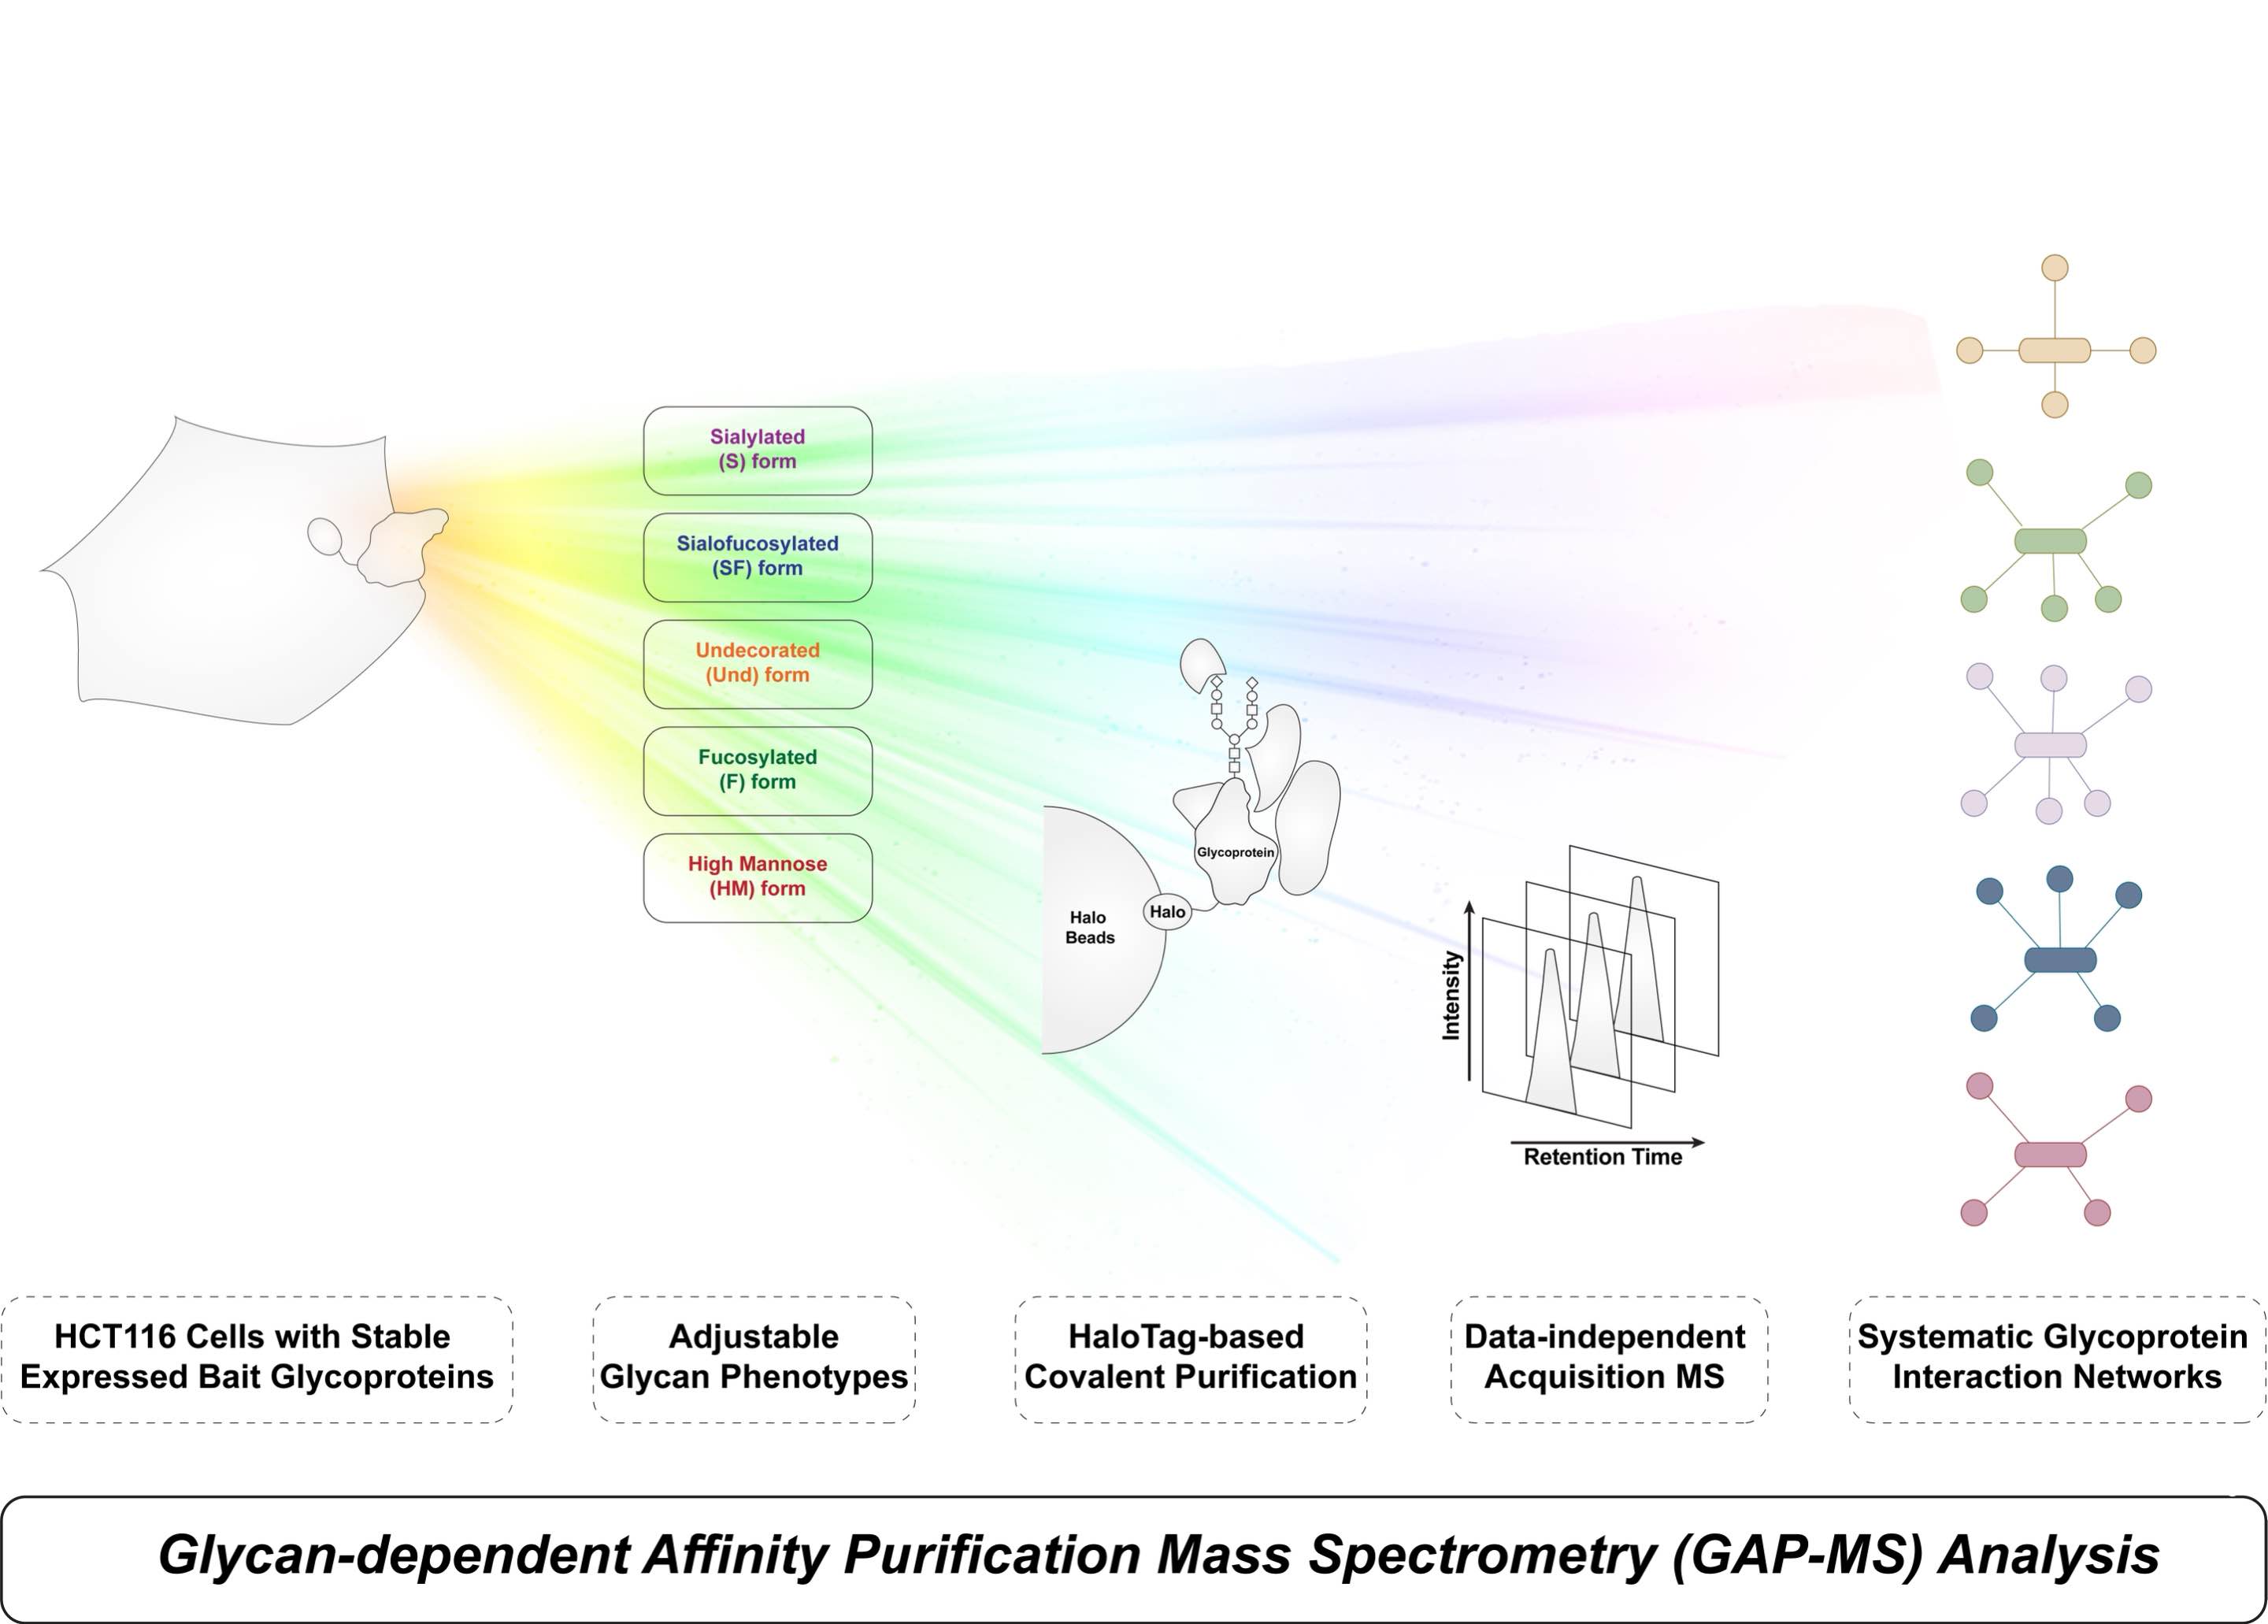 Sialylated
(S) form
Sialofucosylated
(SF) form
Undecorated
(Und) form
Fucosylated
(F) form
High Mannose
(HM) form
Glycoprotein
Halo
Halo
Beads
Intensity
Retention Time
HCT116 Cells with Stable
Expressed Bait Glycoproteins
Adjustable
Glycan Phenotypes
HaloTag-based
Covalent Purification
Data-independent
Acquisition MS
Systematic Glycoprotein
Interaction Networks
Glycan-dependent Affinity Purification Mass Spectrometry (GAP-MS) Analysis